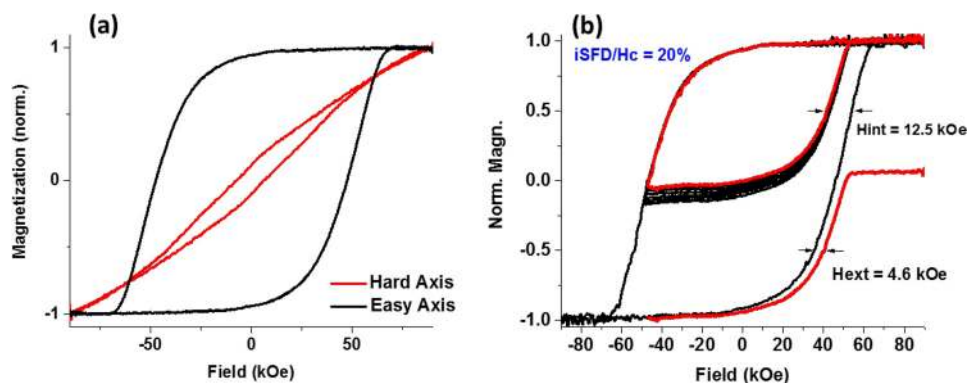 (a)
Magnetization (norm.)
1
0
-1
-50
0
50
Field (kOe)
Hard Axis
Easy Axis
(b)
Norm. Magn.
1.0
0.5
0.0
-0.5
-1.0
-80 -60 -40 -20 0 20 40 60 80
Field (kOe)
iSFD/Hc = 20%
Hint = 12.5 kOe
Hext = 4.6 kOe